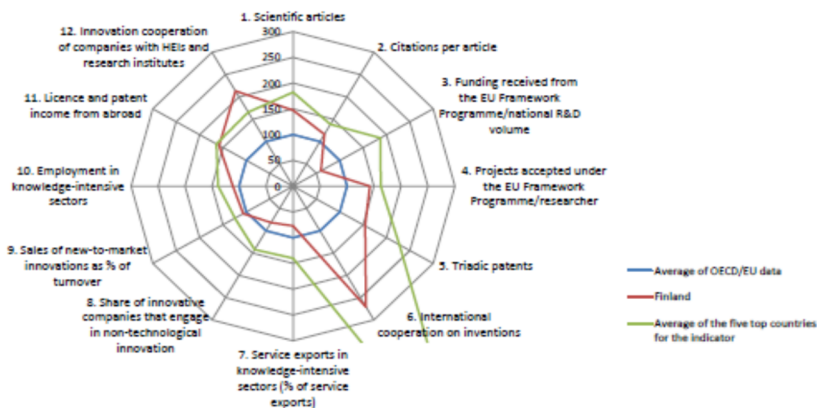 1. Scientific articles
300
250
200
150
100
50
0
2. Citations per article
3. Funding received from
the EU Framework
Programme/national R&D
volume
4. Projects accepted under
the EU Framework
Programme/researcher
5. Triadic patents
6. International
cooperation on inventions
7. Service exports in
knowledge-intensive
sectors (% of service
exports)
8. Share of innovative
companies that engage
in non-technological
innovation
9. Sales of new-to-market
innovations as % of
turnover
10. Employment in
knowledge-intensive
sectors
11. Licence and patent
income from abroad
12. Innovation cooperation
of companies with HEIs and
research institutes
Average of OECD/EU data
Finland
Average of the five top countries
for the indicator